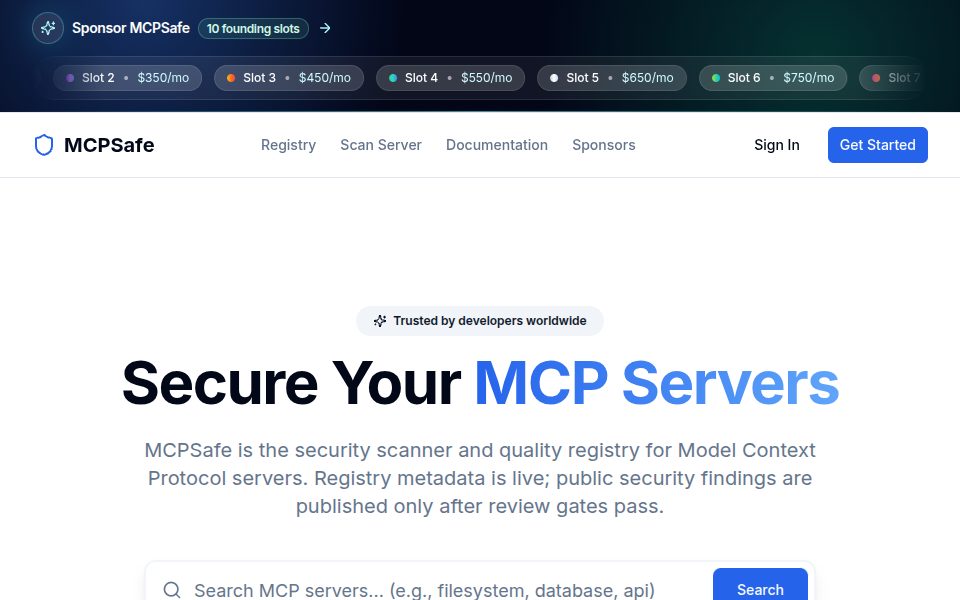 Sponsor MCPSafe 10 founding slots
Slot 2 • $350/mo Slot 3 • $450/mo Slot 4 • $550/mo Slot 5 • $650/mo Slot 6 • $750/mo Slot 7
MCPSafe Registry Scan Server Documentation Sponsors Sign In Get Started
Trusted by developers worldwide
Secure Your MCP Servers
MCPSafe is the security scanner and quality registry for Model Context
Protocol servers. Registry metadata is live; public security findings are
published only after review gates pass.
Search MCP servers... (e.g., filesystem, database, api) Search